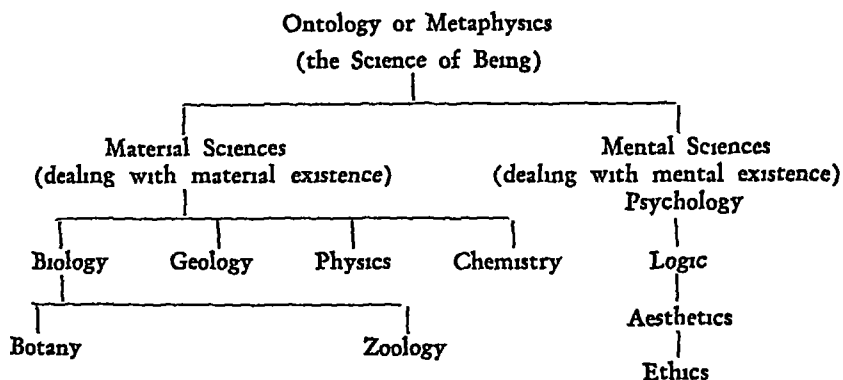 Ontology or Metaphysics
(the Science of Being)
Material Sciences
(dealing with material existence)
Mental Sciences
(dealing with mental existence)
Psychology
Biology Geology Physics Chemistry Logic
Aesthetics
Botany Zoology
Ethics